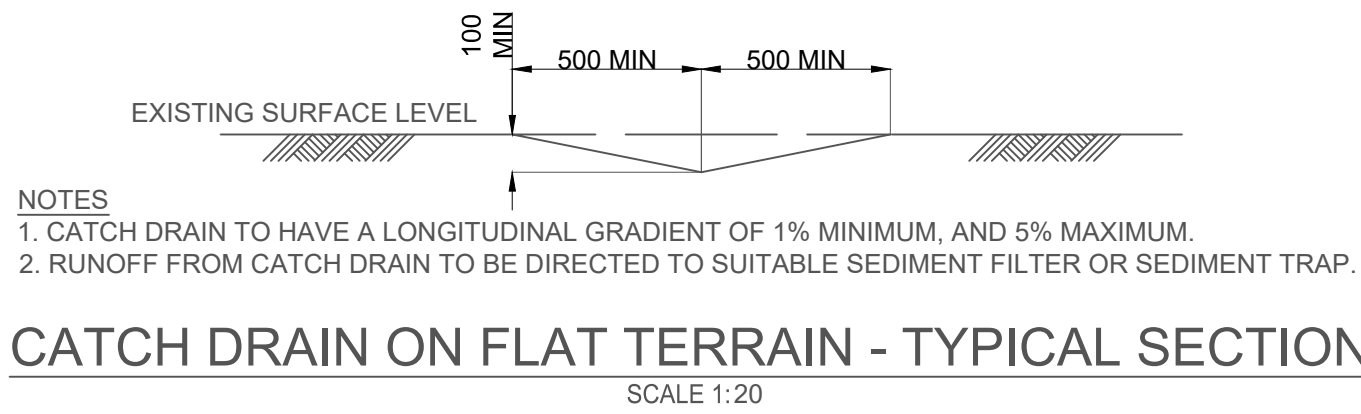 100
MIN
500 MIN
500 MIN
EXISTING SURFACE LEVEL
NOTES
1. CATCH DRAIN TO HAVE A LONGITUDINAL GRADIENT OF 1% MINIMUM, AND 5% MAXIMUM.
2. RUNOFF FROM CATCH DRAIN TO BE DIRECTED TO SUITABLE SEDIMENT FILTER OR SEDIMENT TRAP.
CATCH DRAIN ON FLAT TERRAIN - TYPICAL SECTION
SCALE 1:20